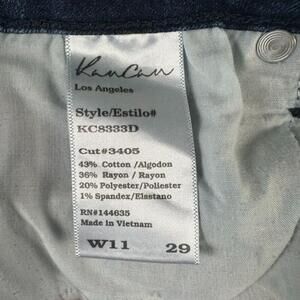 KanCan
Los Angeles
Style/Estilo#
KC8333D
Cut#3405
43% Cotton /Algodon
36% Rayon / Rayon
20% Polyester/Poliester
1% Spandex/Elastano
RN#144635
Made in Vietnam
W11 29